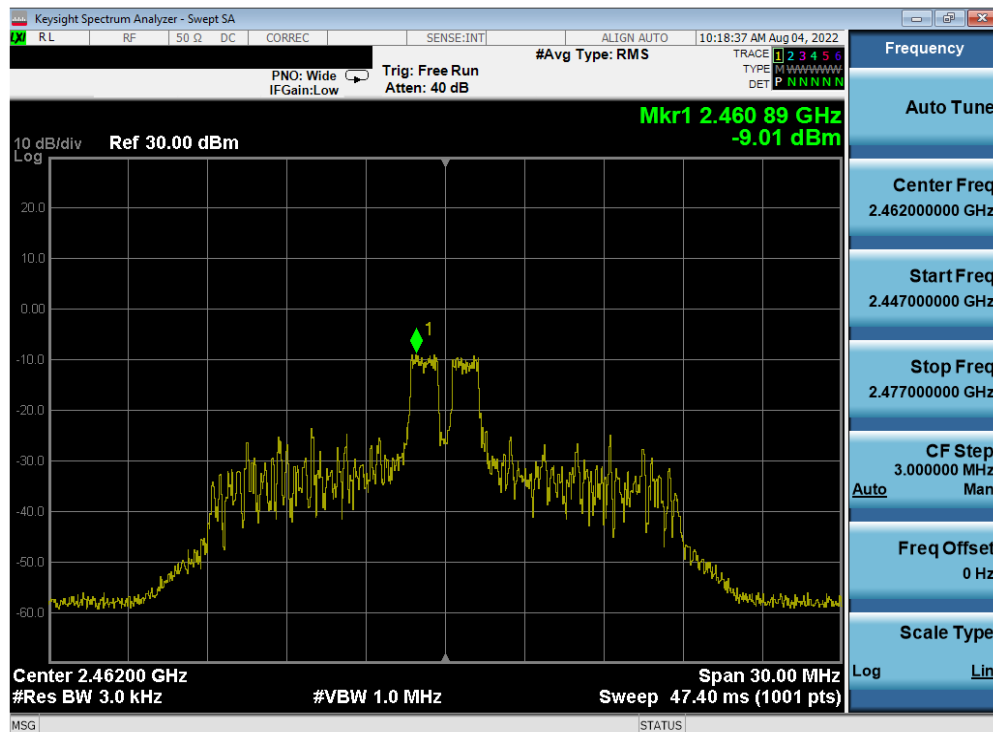 Keysight Spectrum Analyzer - Swept SA
LXI RL RF 50 Ω DC CORREC SENSE:INT ALIGN AUTO 10:18:37 AM Aug 04, 2022
#Avg Type: RMS TRACE 1 2 3 4 5 6
PNO: Wide Trig: Free Run TYPE M W W W W W
IFGain:Low Atten: 40 dB DET P N N N N N
Mkr1 2.460 89 GHz
-9.01 dBm
10 dB/div Ref 30.00 dBm
Log
20.0
10.0
0.00
1
-10.0
-20.0
-30.0
-40.0
-50.0
-60.0
Center 2.46200 GHz Span 30.00 MHz
#Res BW 3.0 kHz #VBW 1.0 MHz Sweep 47.40 ms (1001 pts)
MSG STATUS
Frequency
Auto Tune
Center Freq
2.462000000 GHz
Start Freq
2.447000000 GHz
Stop Freq
2.477000000 GHz
CF Step
3.000000 MHz
Auto Man
Freq Offset
0 Hz
Scale Type
Log Lin